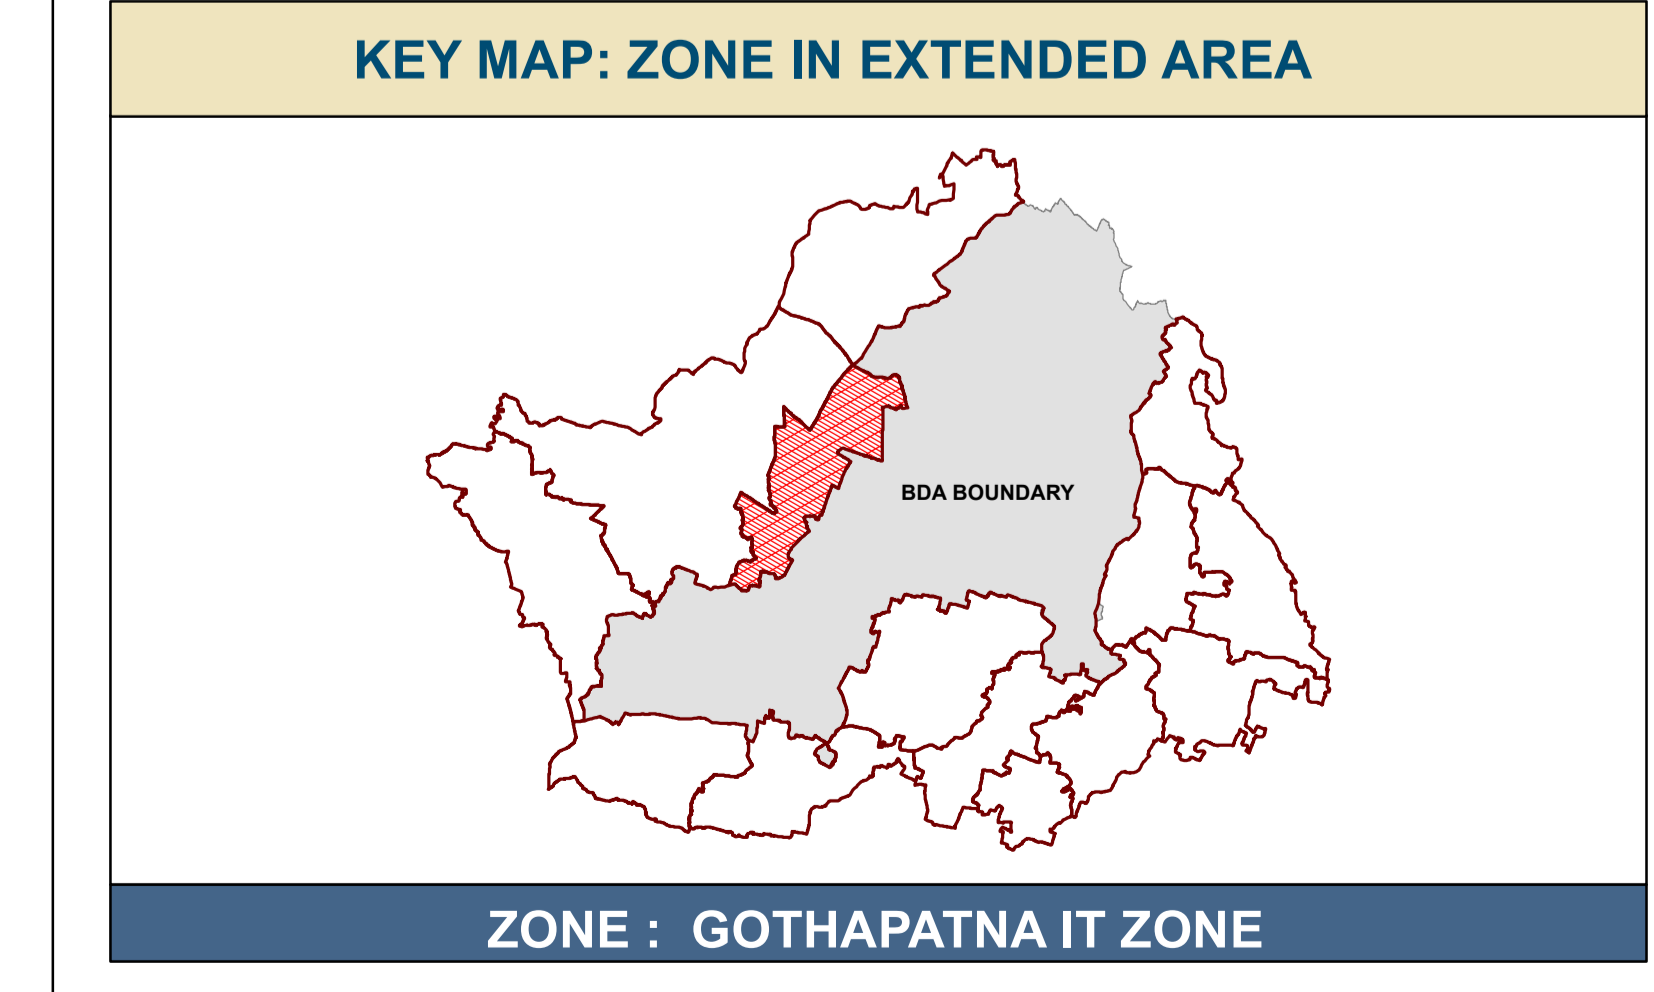 KEY MAP: ZONE IN EXTENDED AREA
BDA BOUNDARY
ZONE : GOTHAPATNA IT ZONE